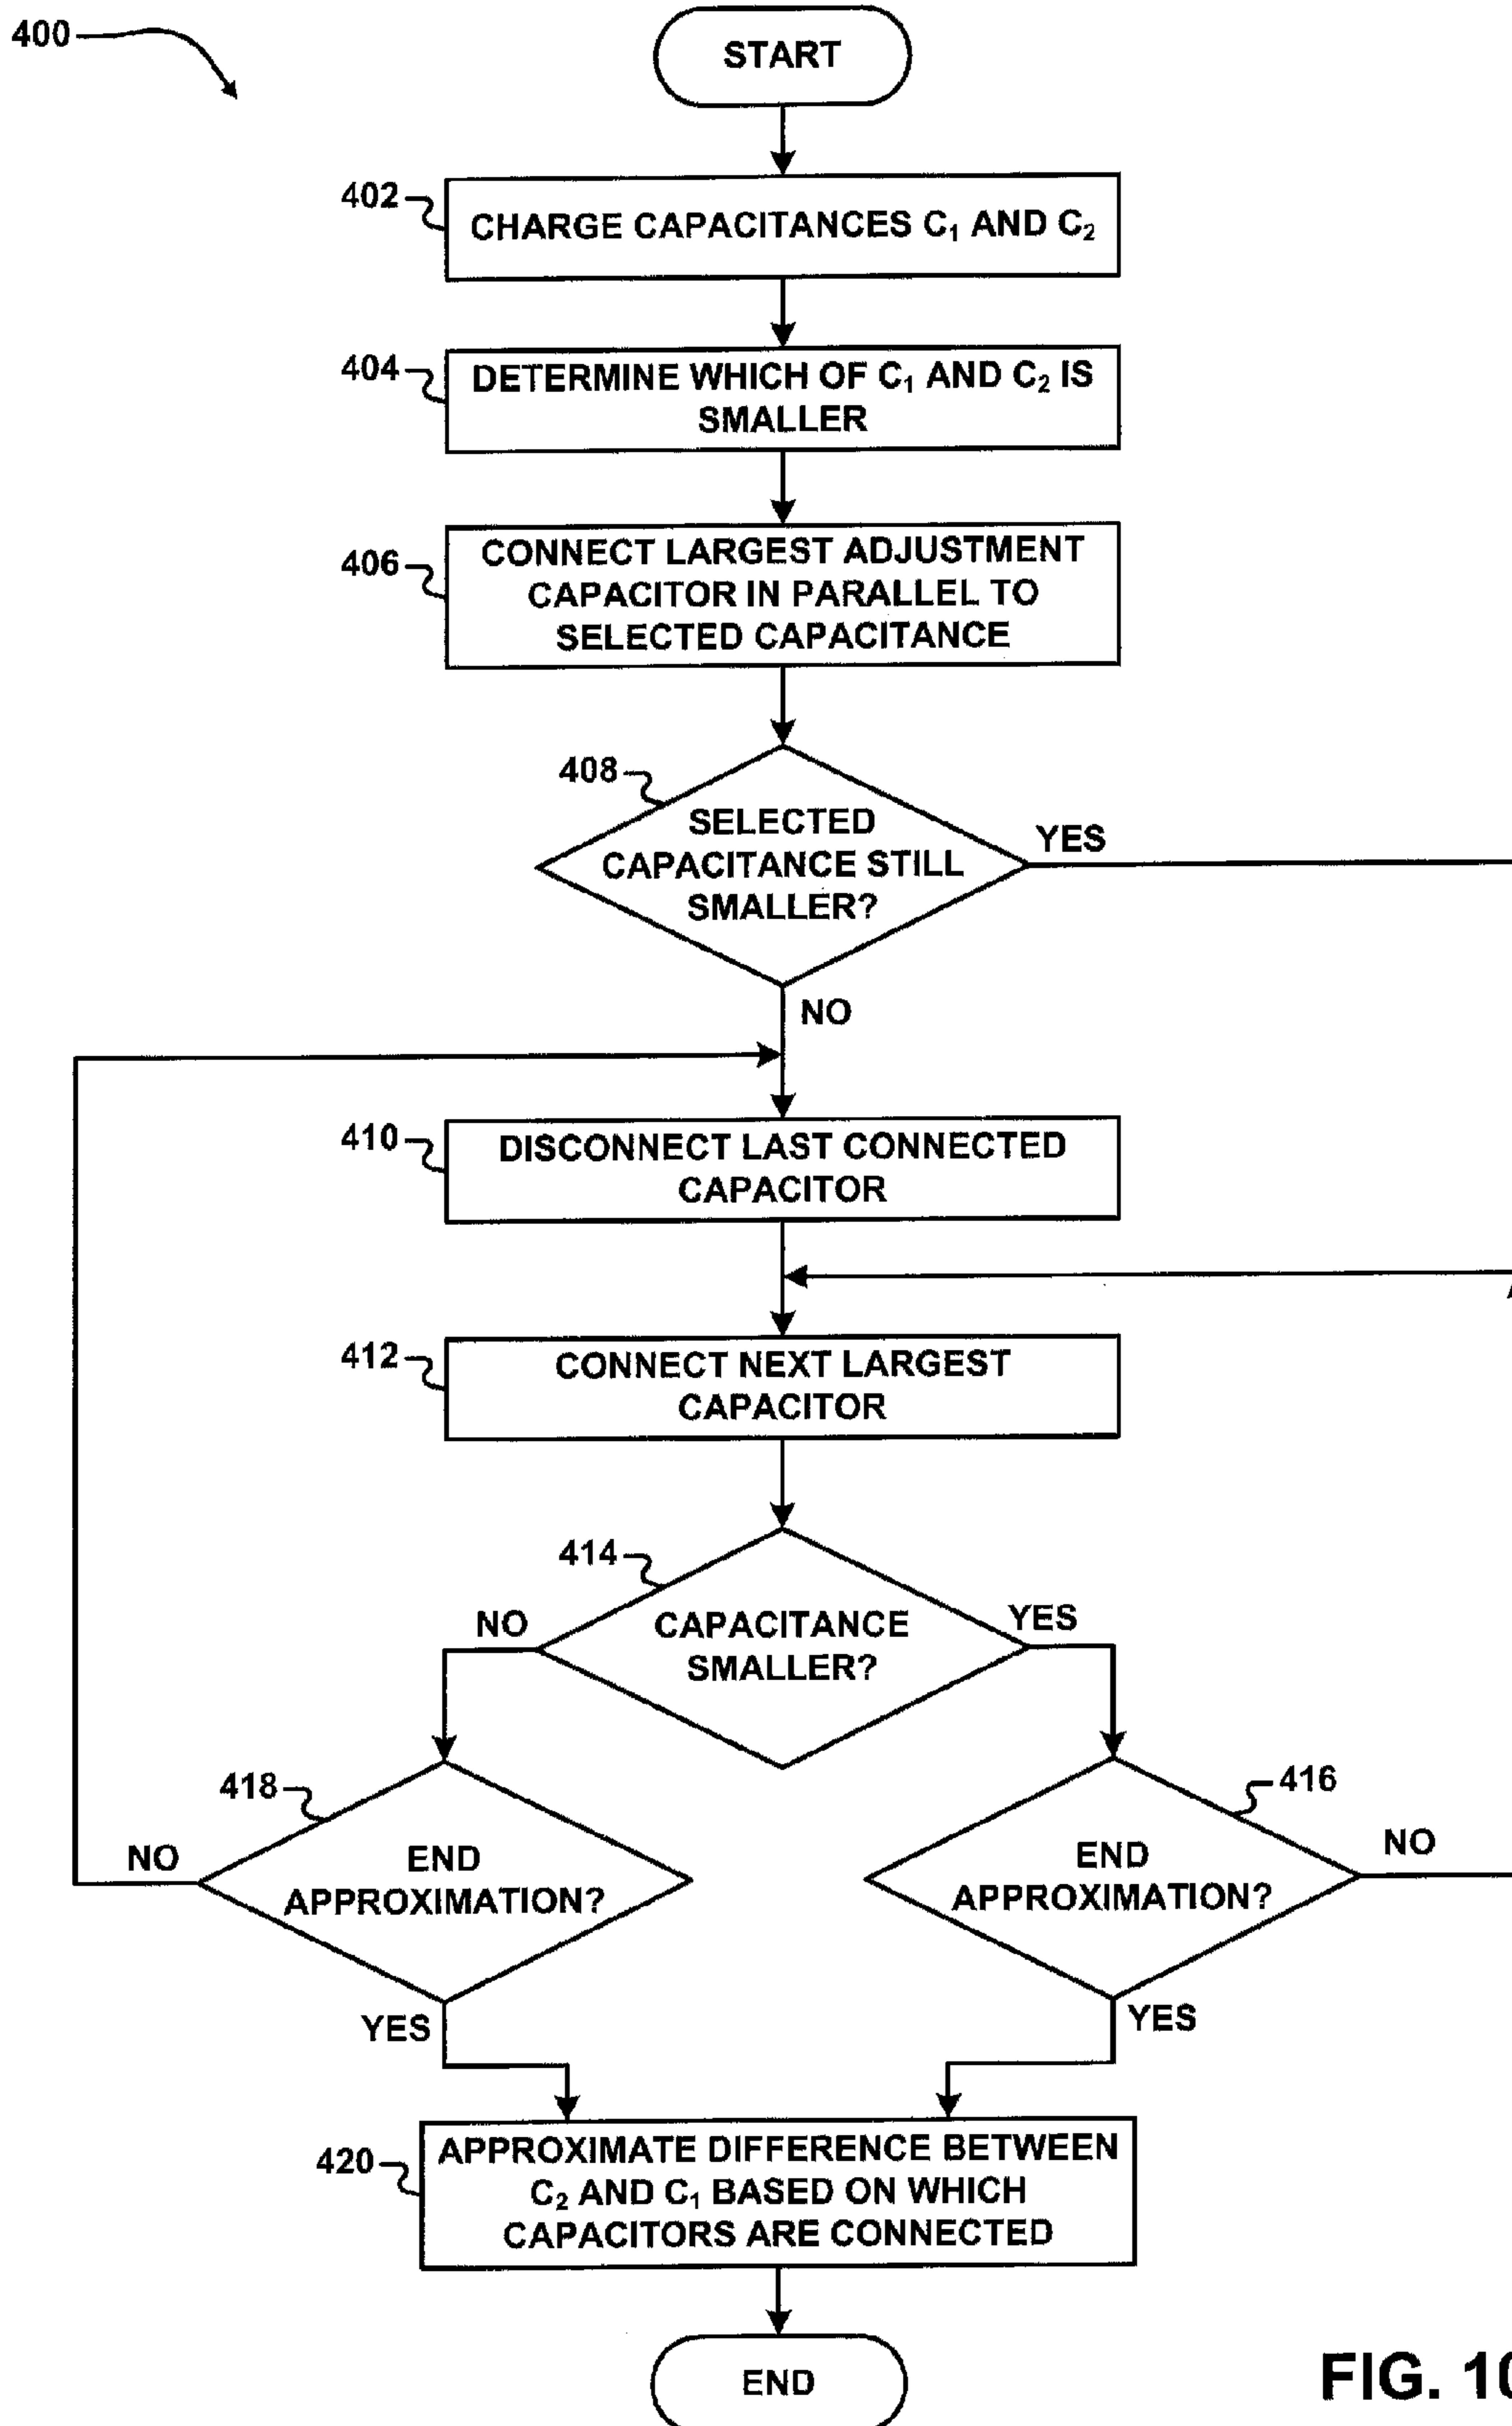 400
START
402
CHARGE CAPACITANCES C₁ AND C₂
404
DETERMINE WHICH OF C₁ AND C₂ IS
SMALLER
406
CONNECT LARGEST ADJUSTMENT
CAPACITOR IN PARALLEL TO
SELECTED CAPACITANCE
408
SELECTED
CAPACITANCE STILL
SMALLER?
YES
NO
410
DISCONNECT LAST CONNECTED
CAPACITOR
412
CONNECT NEXT LARGEST
CAPACITOR
414
CAPACITANCE
SMALLER?
NO
YES
418
END
APPROXIMATION?
NO
YES
416
END
APPROXIMATION?
NO
YES
420
APPROXIMATE DIFFERENCE BETWEEN
C₂ AND C₁ BASED ON WHICH
CAPACITORS ARE CONNECTED
END
FIG. 10